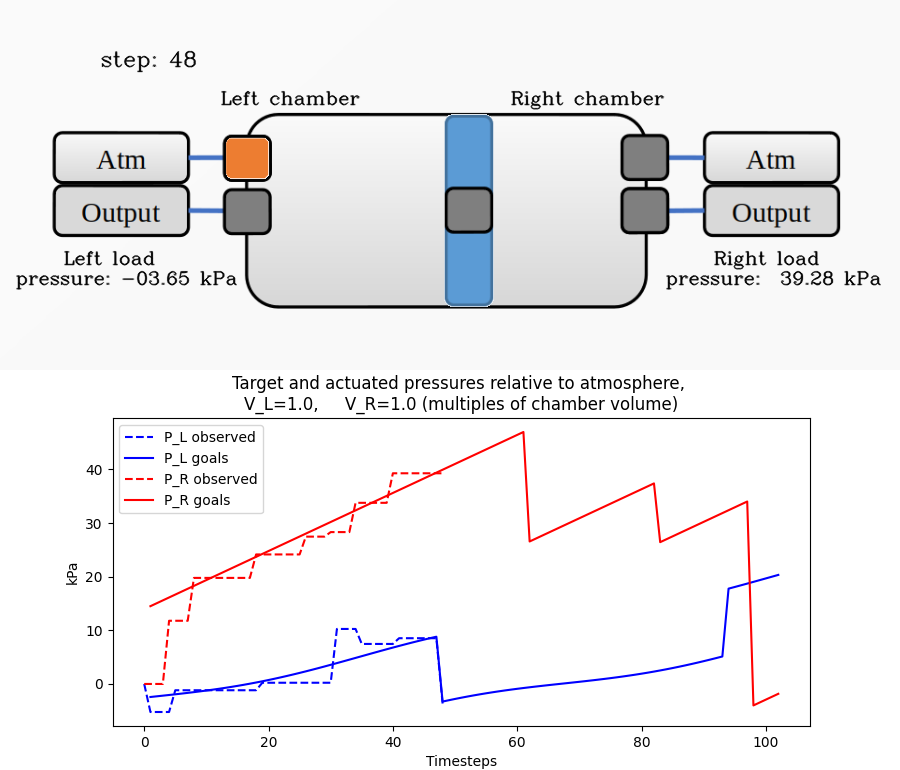 step: 48
Left chamber
Right chamber
Atm
Output
Atm
Output
Left load
pressure: -03.65 kPa
Right load
pressure: 39.28 kPa
Target and actuated pressures relative to atmosphere,
V_L=1.0, V_R=1.0 (multiples of chamber volume)
P_L observed
P_L goals
P_R observed
P_R goals
kPa
40
30
20
10
0
0 20 40 60 80 100
Timesteps